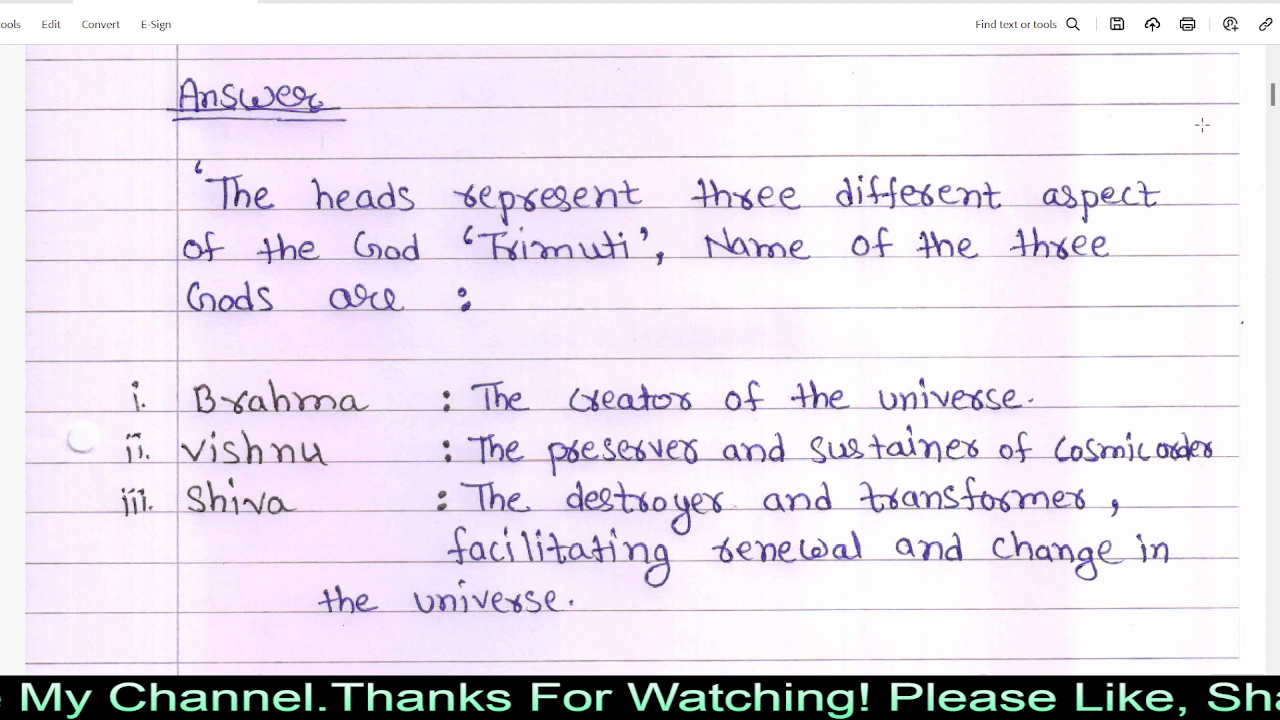 ools Edit Convert E-Sign Find text or tools
Answer
'The heads represent three different aspect
of the God 'Trimuti', Name of the three
Gods are :
i. Brahma : The creator of the universe.
ii. Vishnu : The preserver and sustainer of cosmic order
iii. Shiva : The destroyer and transformer,
facilitating renewal and change in
the universe.
e My Channel.Thanks For Watching! Please Like, Sha